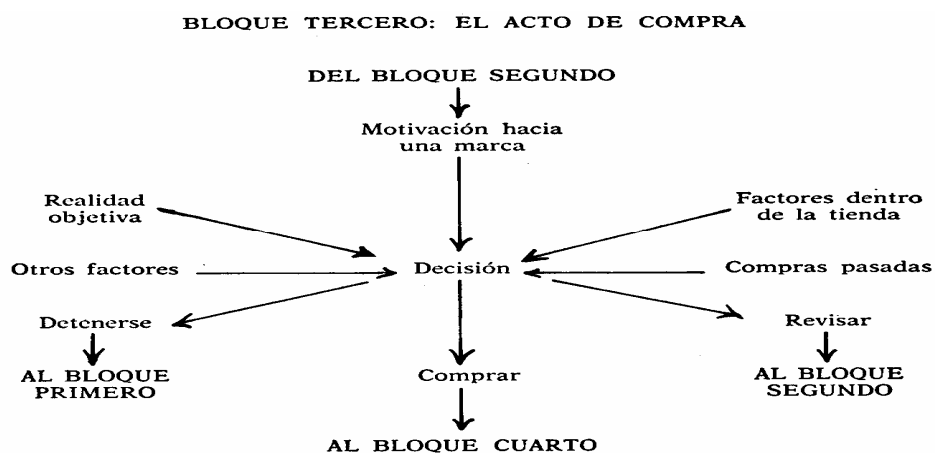 BLOQUE TERCERO: EL ACTO DE COMPRA
DEL BLOQUE SEGUNDO
Motivación hacia
una marca
Realidad
objetiva
Factores dentro
de la tienda
Otros factores
Decisión
Compras pasadas
Detenerse
Revisar
AL BLOQUE
PRIMERO
Comprar
AL BLOQUE
SEGUNDO
AL BLOQUE CUARTO